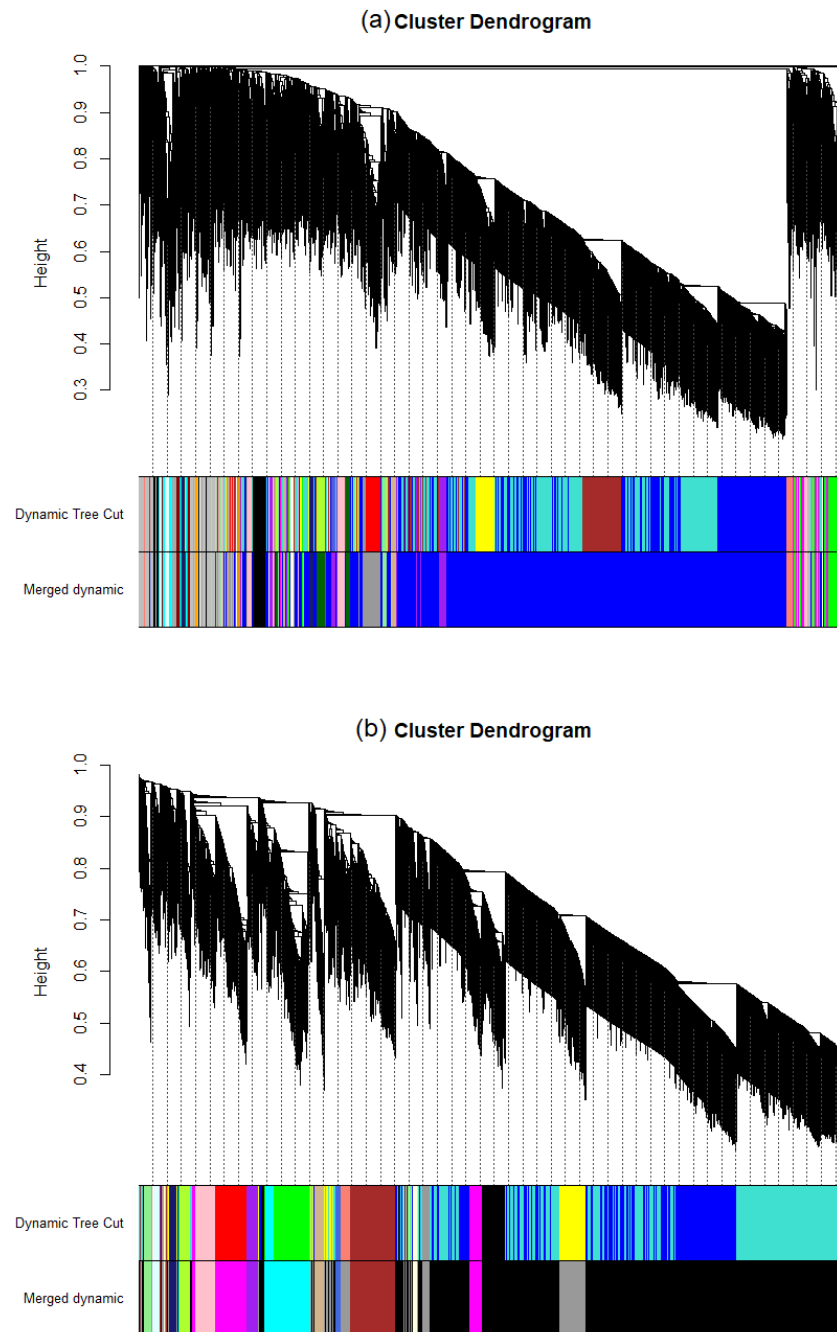 (a) Cluster Dendrogram
1.0
0.9
0.8
0.7
0.6
0.5
0.4
0.3
Height
Dynamic Tree Cut
Merged dynamic
(b) Cluster Dendrogram
1.0
0.9
0.8
0.7
0.6
0.5
0.4
Height
Dynamic Tree Cut
Merged dynamic